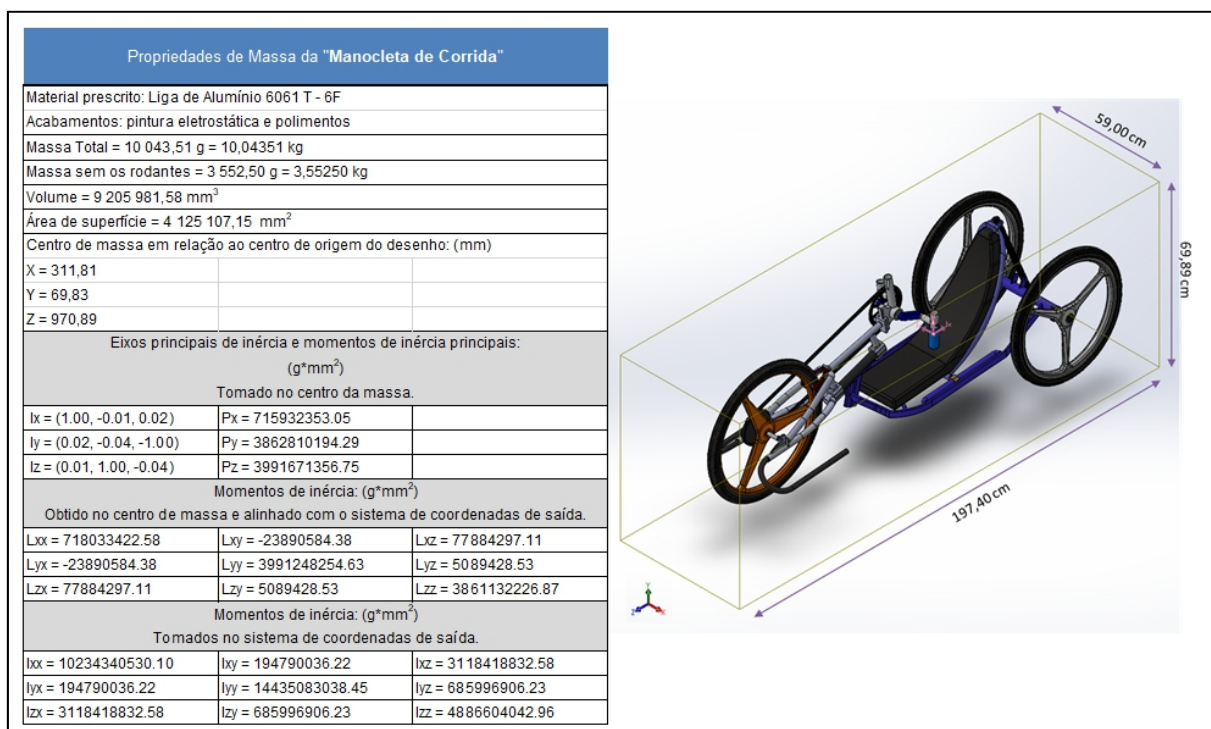 Propriedades de Massa da "Manocleta de Corrida"
Material prescrito: Liga de Alumínio 6061 T - 6F
Acabamentos: pintura eletrostática e polimentos
Massa Total = 10 043,51 g = 10,04351 kg
Massa sem os rodantes = 3 552,50 g = 3,55250 kg
Volume = 9 205 981,58 mm³
Área de superfície = 4 125 107,15 mm²
Centro de massa em relação ao centro de origem do desenho: (mm)
X = 311,81
Y = 69,83
Z = 970,89
Eixos principais de inércia e momentos de inércia principais:
(g*mm²)
Tomado no centro da massa.
Ix = (1.00, -0.01, 0.02) Px = 715932353.05
Iy = (0.02, -0.04, -1.00) Py = 3862810194.29
Iz = (0.01, 1.00, -0.04) Pz = 3991671356.75
Momentos de inércia: (g*mm²)
Obtido no centro de massa e alinhado com o sistema de coordenadas de saída.
Lxx = 718033422.58 Lxy = -23890584.38 Lxz = 77884297.11
Lyx = -23890584.38 Lyy = 3991248254.63 Lyz = 5089428.53
Lzx = 77884297.11 Lzy = 5089428.53 Lzz = 3861132226.87
Momentos de inércia: (g*mm²)
Tomados no sistema de coordenadas de saída.
Ixx = 10234340530.10 Ixy = 194790036.22 Ixz = 3118418832.58
Iyx = 194790036.22 Iyy = 14435083038.45 Iyz = 685996906.23
Izx = 3118418832.58 Izy = 685996906.23 Izz = 4886604042.96
59,00 cm
69,89 cm
197,40 cm
Y
Z
X